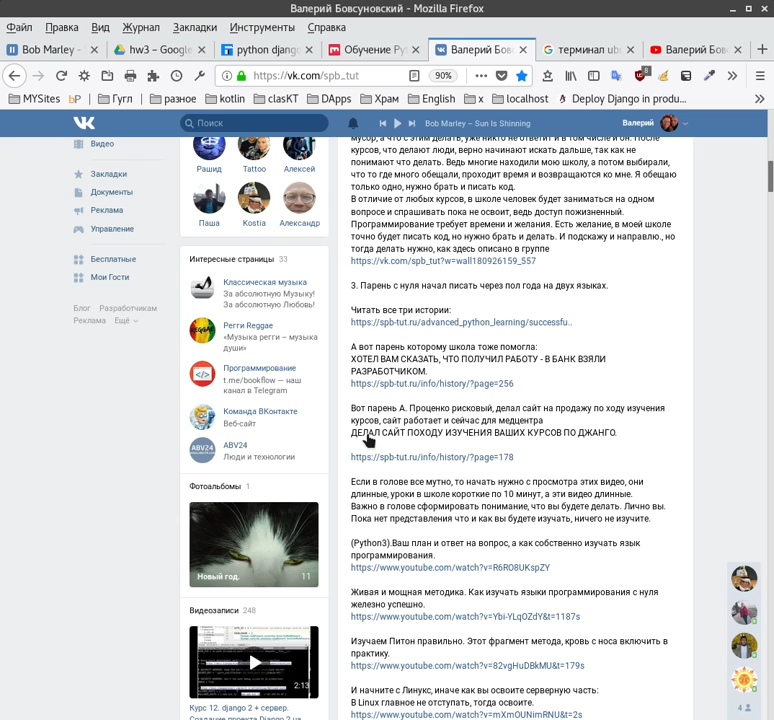 Валерий Бовсуновский - Mozilla Firefox
Файл Правка Вид Журнал Закладки Инструменты Справка
Bob Marley -
hw3 – Google
python djang
Обучение Py
Валерий Бовс
терминал ubu
Валерий Бовс
https://vk.com/spb_tut
90%
8
MYSites
bP
Гугл
разное
kotlin
clasKT
DApps
Храм
English
x
localhost
Deploy Django in produ...
Поиск
Bob Marley – Sun Is Shinning
Валерий
Видео
Закладки
Документы
Реклама
Управление
Бесплатные
Мои Гости
Блог Разработчикам
Реклама Ещё
Рашид Tattoo Алексей
Паша Kostia Александр
Интересные страницы 33
Классическая музыка
За абсолютную Музыку!
За абсолютную Любовь!
Регги Reggae
«Музыка регги – музыка
души»
Программирование
t.me/bookflow — наш
канал в Telegram
Команда ВКонтакте
Веб-сайт
ABV24
ABV24
Люди и технологии
Фотоальбомы 1
Новый год. 11
Видеозаписи 248
2:13
Курс 12. django 2 + сервер.
Создание проекта Django 2 на
мусор, а что с этим делать, уже никто не ответит и в том числе и он. После
курсов, что делают люди, верно начинают искать дальше, так как не
понимают что делать. Ведь многие находили мою школу, а потом выбирали,
что то где много обещали, проходит время и возвращаются ко мне. Я обещаю
только одно, нужно брать и писать код.
В отличие от любых курсов, в школе человек будет заниматься на одном
вопросе и спрашивать пока не освоит, ведь доступ пожизненный.
Программирование требует времени и желания. Есть желание, в моей школе
точно будет писать код, но нужно брать и делать. И подскажу и направлю., но
тогда делать нужно, как здесь описано в группе
https://vk.com/spb_tut?w=wall180926159_557
3. Парень с нуля начал писать через пол года на двух языках.
Читать все три истории:
https://spb-tut.ru/advanced_python_learning/successfu..
А вот парень которому школа тоже помогла:
ХОТЕЛ ВАМ СКАЗАТЬ, ЧТО ПОЛУЧИЛ РАБОТУ - В БАНК ВЗЯЛИ
РАЗРАБОТЧИКОМ.
https://spb-tut.ru/info/history/?page=256
Вот парень А. Проценко рисковый, делал сайт на продажу по ходу изучения
курсов, сайт работает и сейчас для медцентра
ДЕЛАЛ САЙТ ПОХОДУ ИЗУЧЕНИЯ ВАШИХ КУРСОВ ПО ДЖАНГО.
https://spb-tut.ru/info/history/?page=178
Если в голове все мутно, то начать нужно с просмотра этих видео, они
длинные, уроки в школе короткие по 10 минут, а эти видео длинные.
Важно в голове сформировать понимание, что вы будете делать. Лично вы.
Пока нет представления что и как вы будете изучать, ничего не изучите.
(Python3).Ваш план и ответ на вопрос, а как собственно изучать язык
программирования.
https://www.youtube.com/watch?v=R6RO8UKspZY
Живая и мощная методика. Как изучать языки программирования с нуля
железно успешно.
https://www.youtube.com/watch?v=Ybi-YLqOZdY&t=1187s
Изучаем Питон правильно. Этот фрагмент метода, кровь с носа включить в
практику.
https://www.youtube.com/watch?v=82vgHuDBkMU&t=179s
И начните с Линукс, иначе как вы освоите серверную часть:
В Linux главное не отступать, тогда освоите.
https://www.youtube.com/watch?v=mXmOUNimRNU&t=2s
4